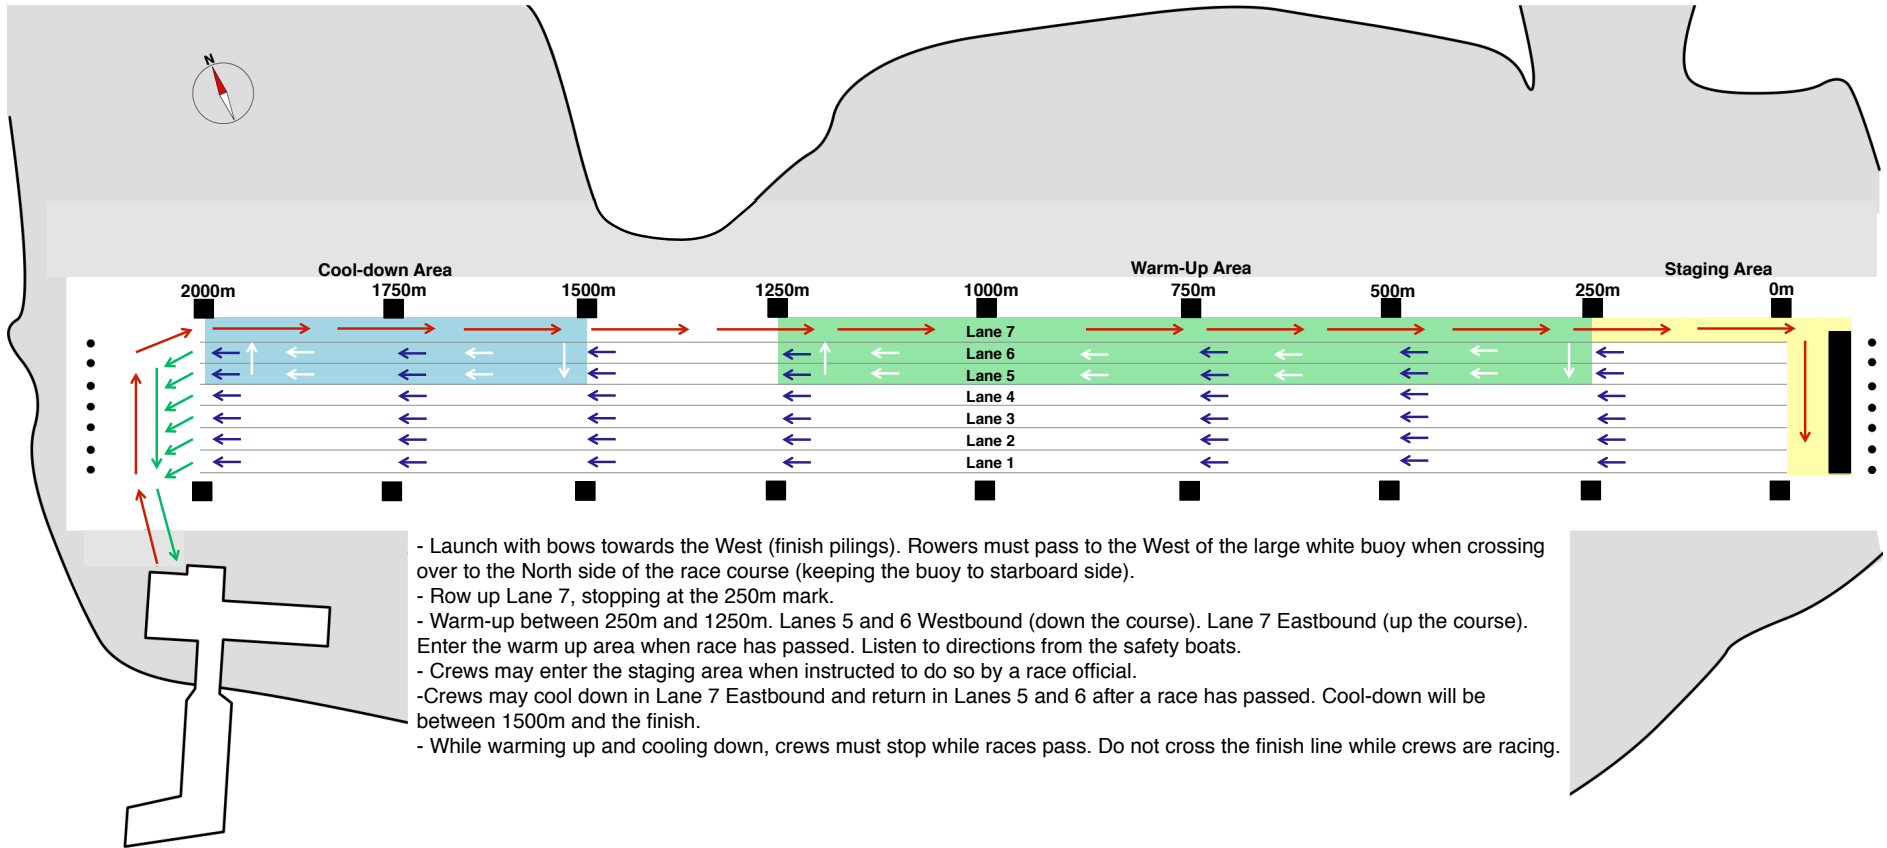 N
Cool-down Area
Warm-Up Area
Staging Area
2000m
1750m
1500m
1250m
1000m
750m
500m
250m
0m
Lane 7
Lane 6
Lane 5
Lane 4
Lane 3
Lane 2
Lane 1
- Launch with bows towards the West (finish pilings). Rowers must pass to the West of the large white buoy when crossing
over to the North side of the race course (keeping the buoy to starboard side).
- Row up Lane 7, stopping at the 250m mark.
- Warm-up between 250m and 1250m. Lanes 5 and 6 Westbound (down the course). Lane 7 Eastbound (up the course).
Enter the warm up area when race has passed. Listen to directions from the safety boats.
- Crews may enter the staging area when instructed to do so by a race official.
-Crews may cool down in Lane 7 Eastbound and return in Lanes 5 and 6 after a race has passed. Cool-down will be
between 1500m and the finish.
- While warming up and cooling down, crews must stop while races pass. Do not cross the finish line while crews are racing.